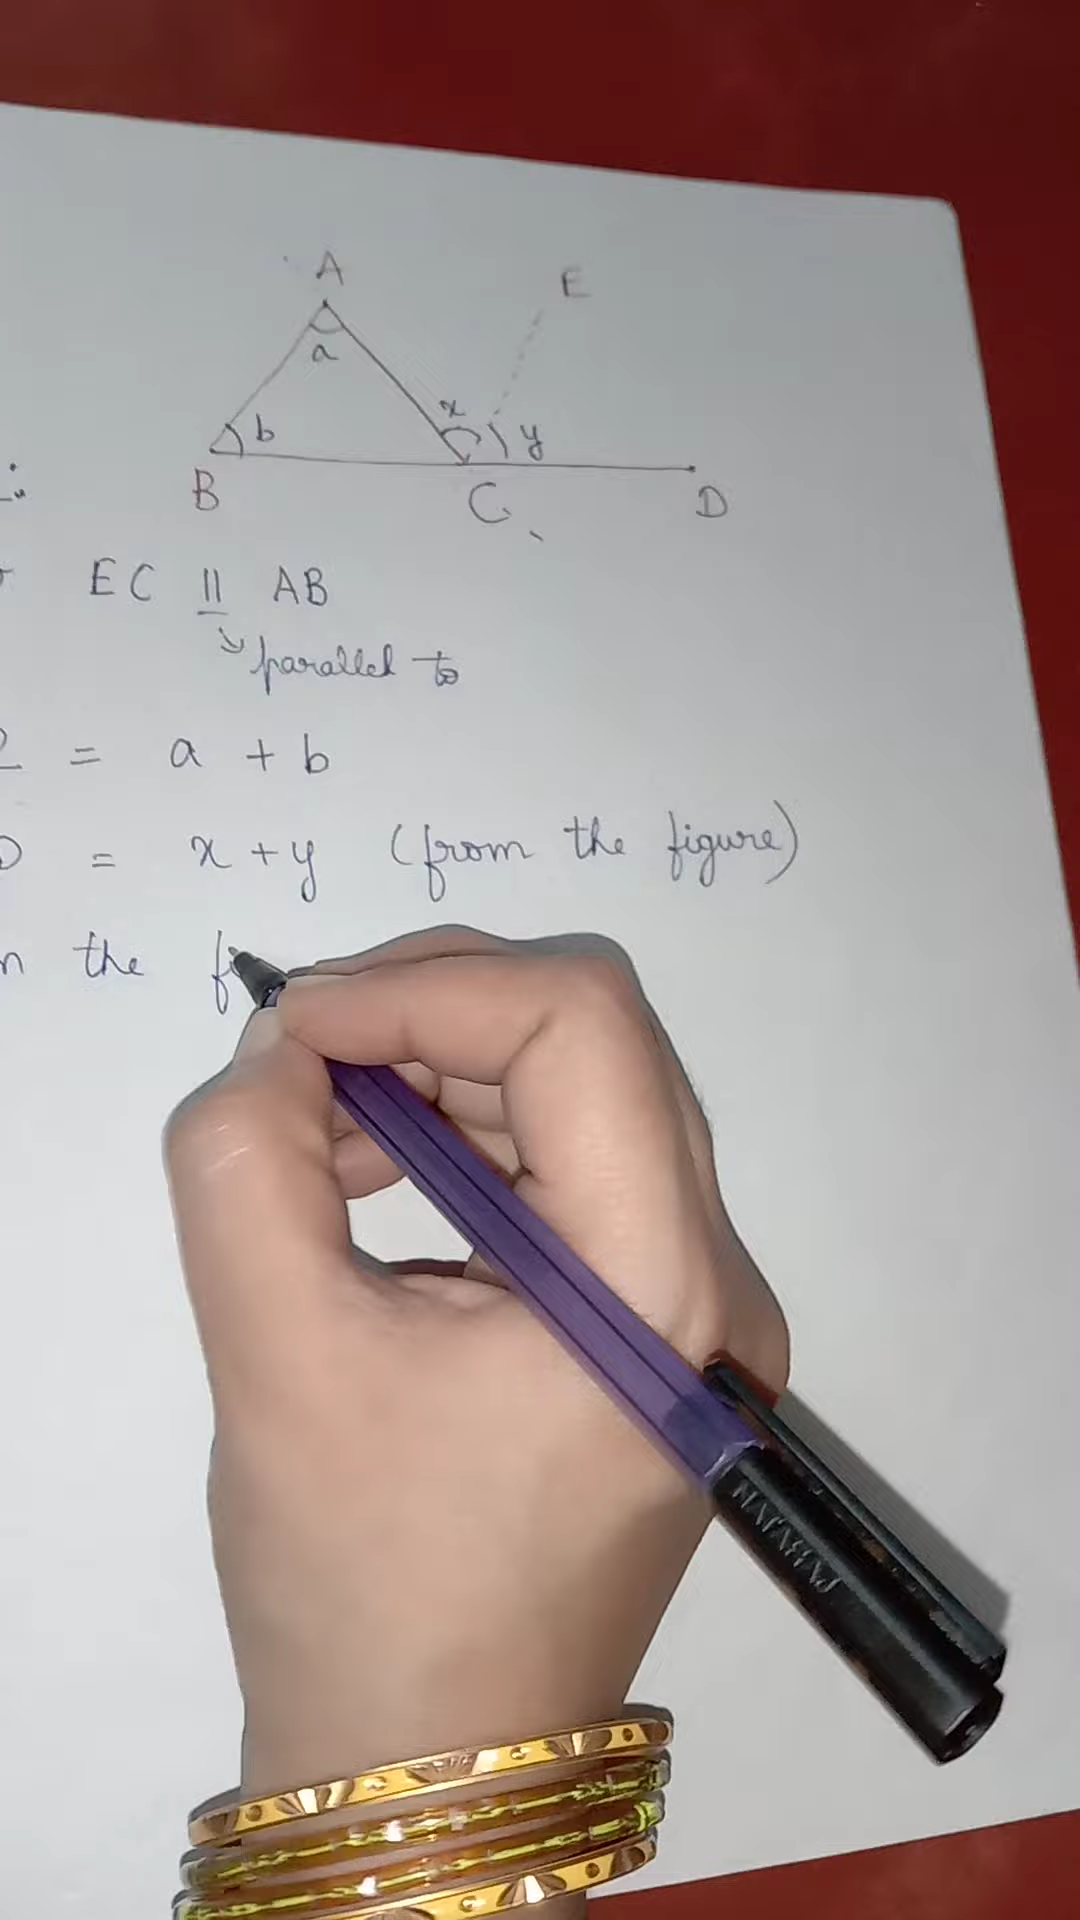 A
E
a
x
b
y
B
C
D
EC || AB
parallel to
= a + b
= x + y (from the figure)
the